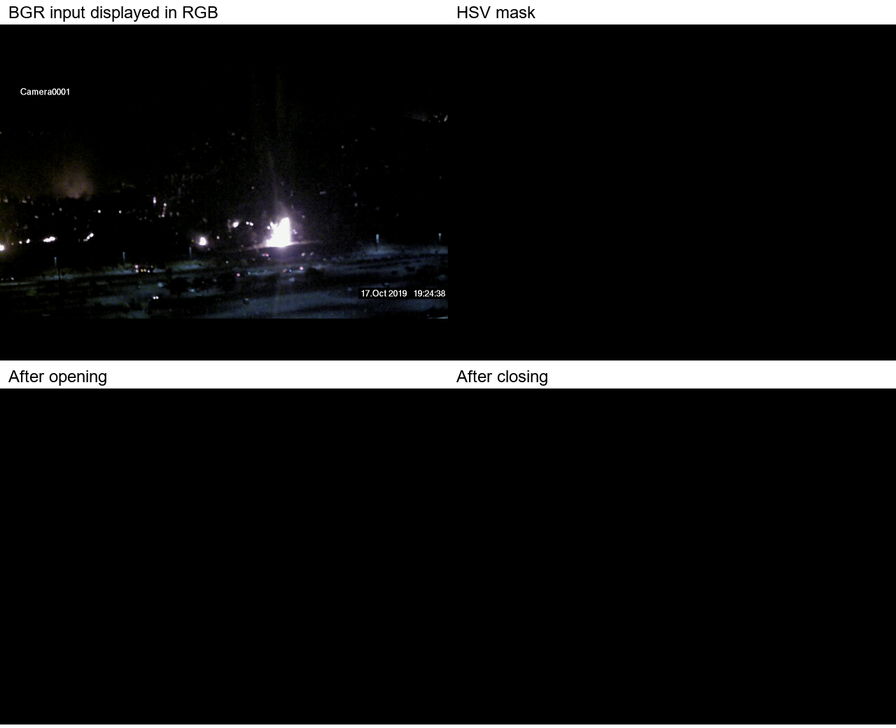 BGR input displayed in RGB
HSV mask
Camera0001
17.Oct 2019 19:24:38
After opening
After closing